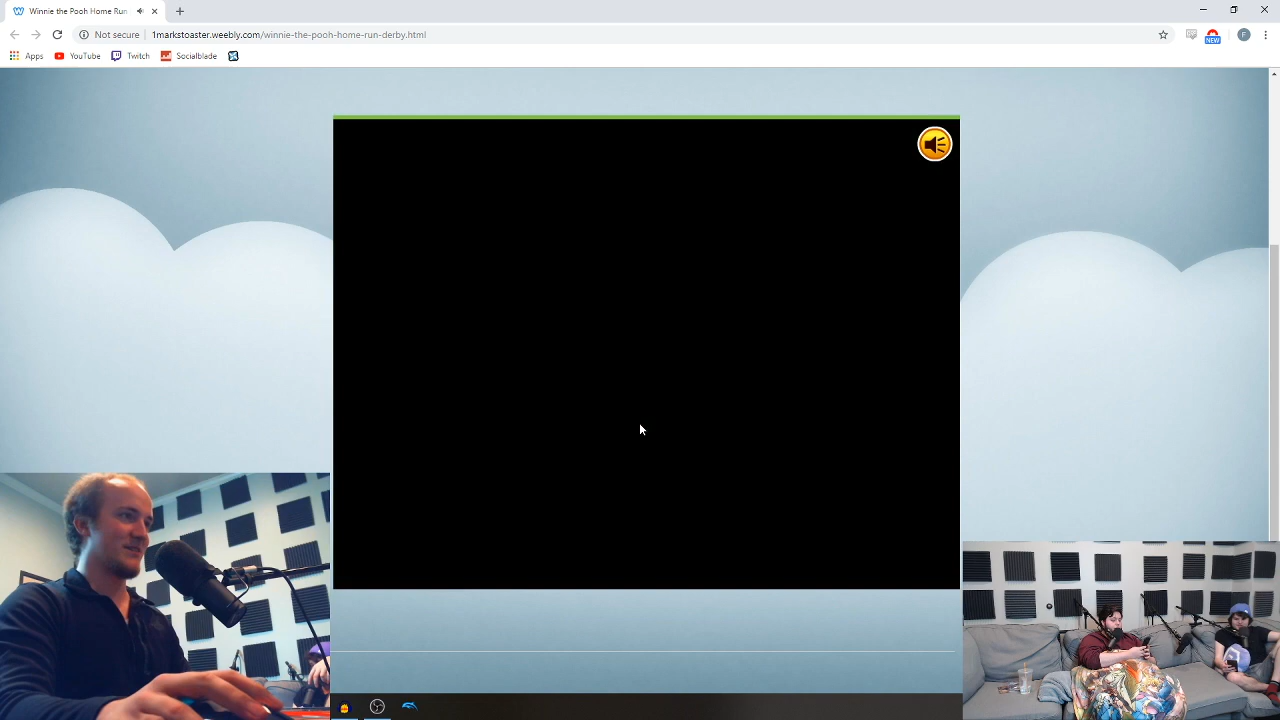 Winnie the Pooh Home Run
Not secure
1markstoaster.weebly.com/winnie-the-pooh-home-run-derby.html
NEW
F
Apps
YouTube
Twitch
Socialblade